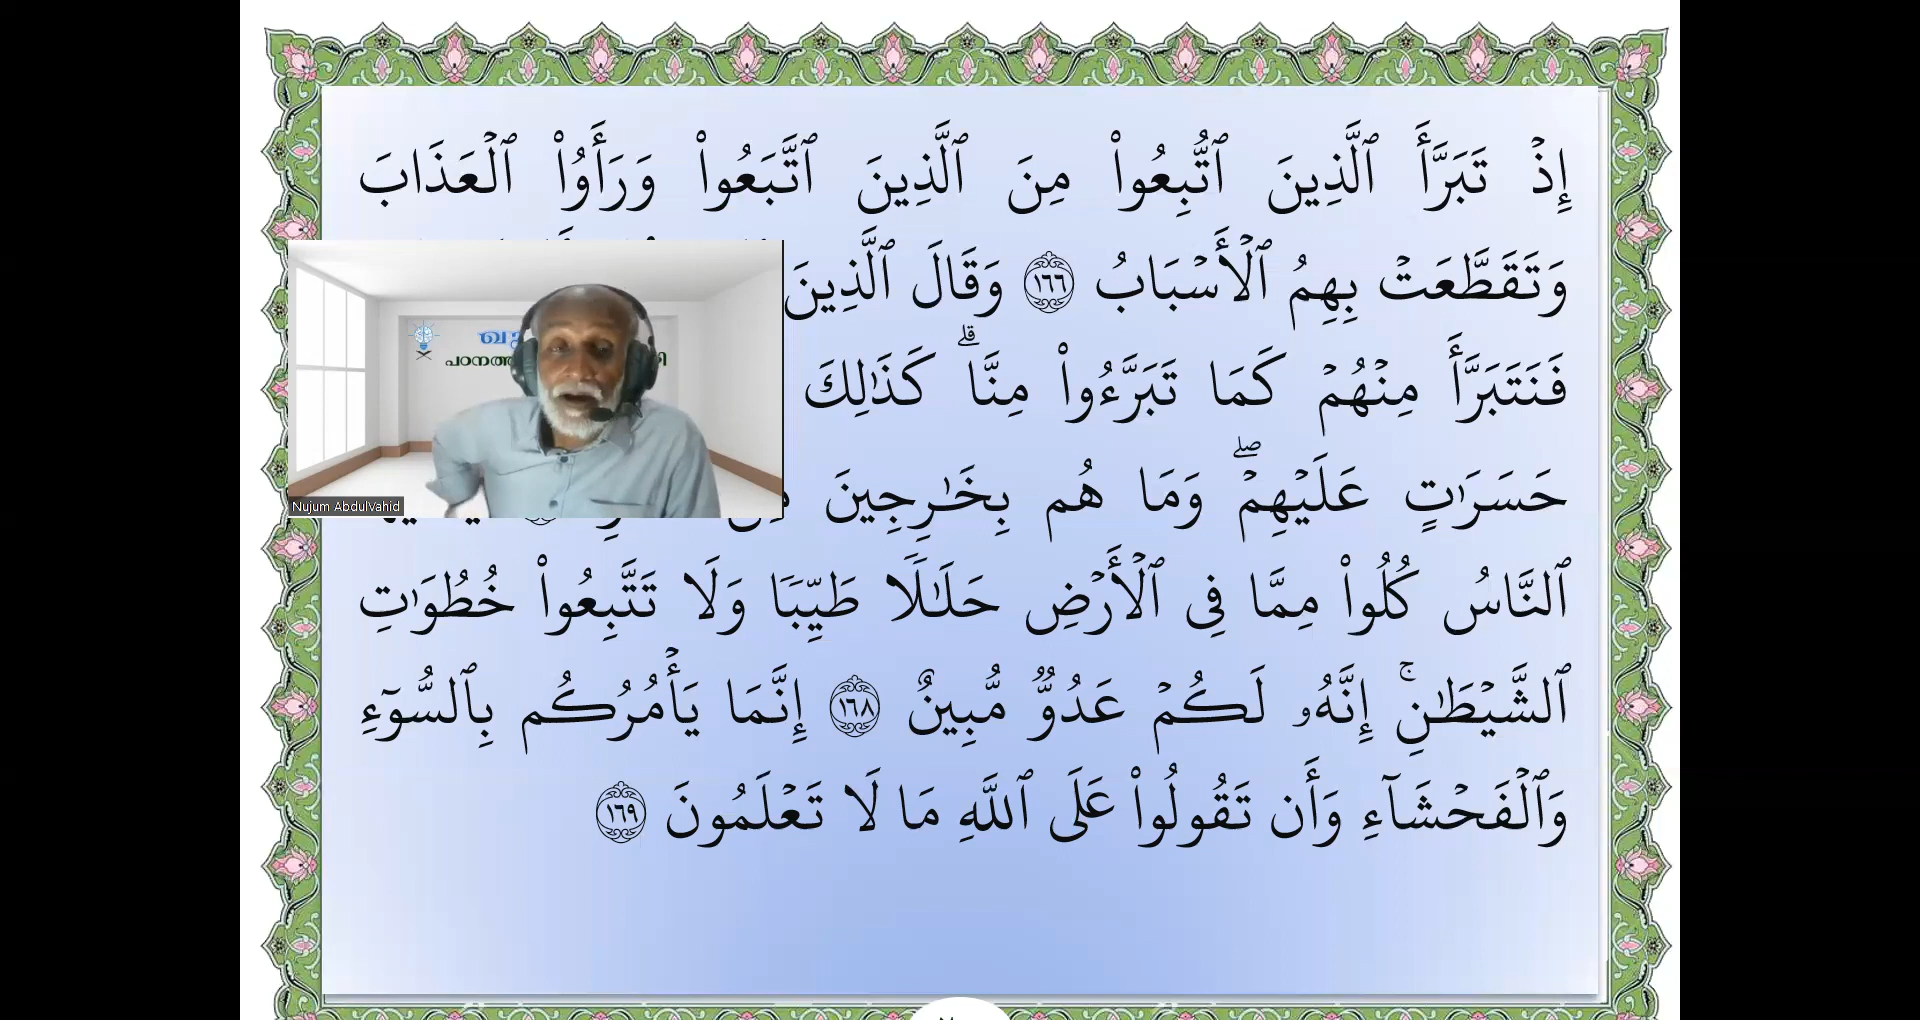 إِذۡ تَبَرَّأَ ٱلَّذِينَ ٱتُّبِعُواْ مِنَ ٱلَّذِينَ ٱتَّبَعُواْ وَرَأَوُاْ ٱلۡعَذَابَ
وَتَقَطَّعَتۡ بِهِمُ ٱلۡأَسۡبَابُ ١٦٦ وَقَالَ ٱلَّذِينَ
فَنَتَبَرَّأَ مِنۡهُمۡ كَمَا تَبَرَّءُواْ مِنَّاۗ كَذَٰلِكَ
حَسَرَٰتٍ عَلَيۡهِمۡۖ وَمَا هُم بِخَٰرِجِينَ
ٱلنَّاسُ كُلُواْ مِمَّا فِي ٱلۡأَرۡضِ حَلَٰلٗا طَيِّبٗا وَلَا تَتَّبِعُواْ خُطُوَٰتِ
ٱلشَّيۡطَٰنِۚ إِنَّهُۥ لَكُمۡ عَدُوّٞ مُّبِينٌ ١٦٨ إِنَّمَا يَأۡمُرُكُم بِٱلسُّوٓءِ
وَٱلۡفَحۡشَآءِ وَأَن تَقُولُواْ عَلَى ٱللَّهِ مَا لَا تَعۡلَمُونَ ١٦٩
Nujum AbdulVahid